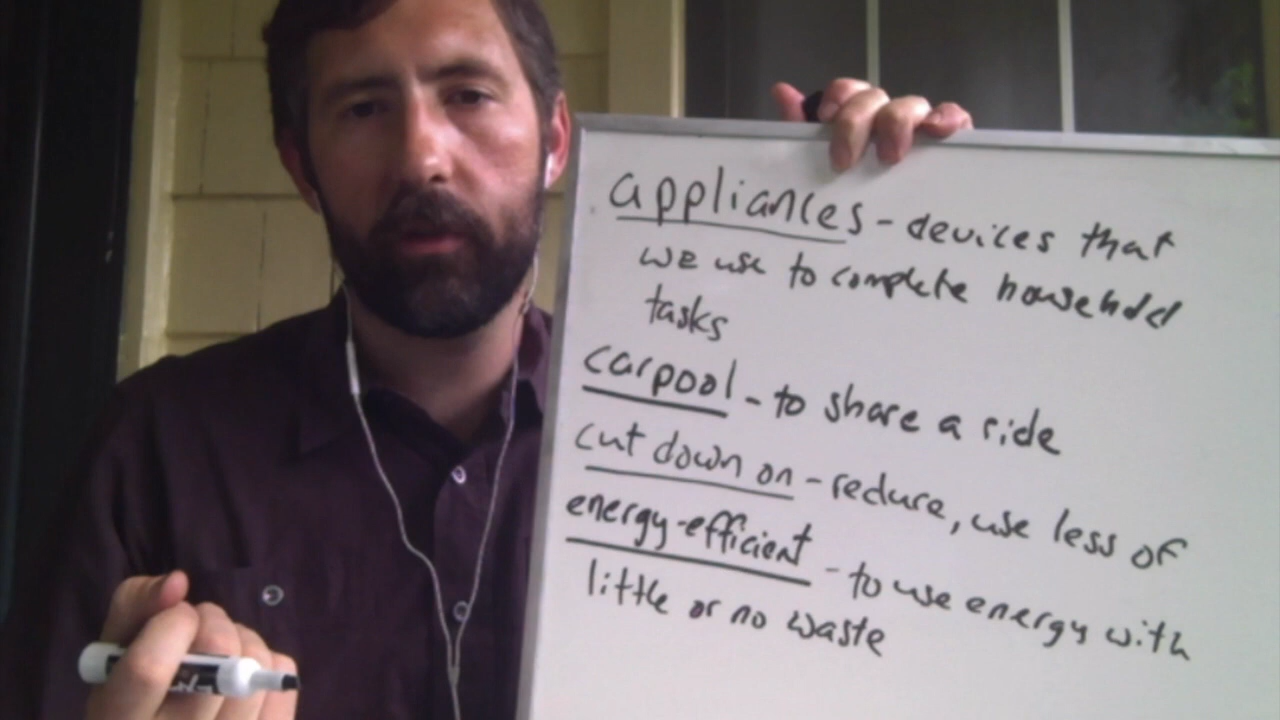 appliances - devices that
we use to complete household
tasks
carpool - to share a ride
cut down on - reduce, use less of
energy-efficient - to use energy with
little or no waste